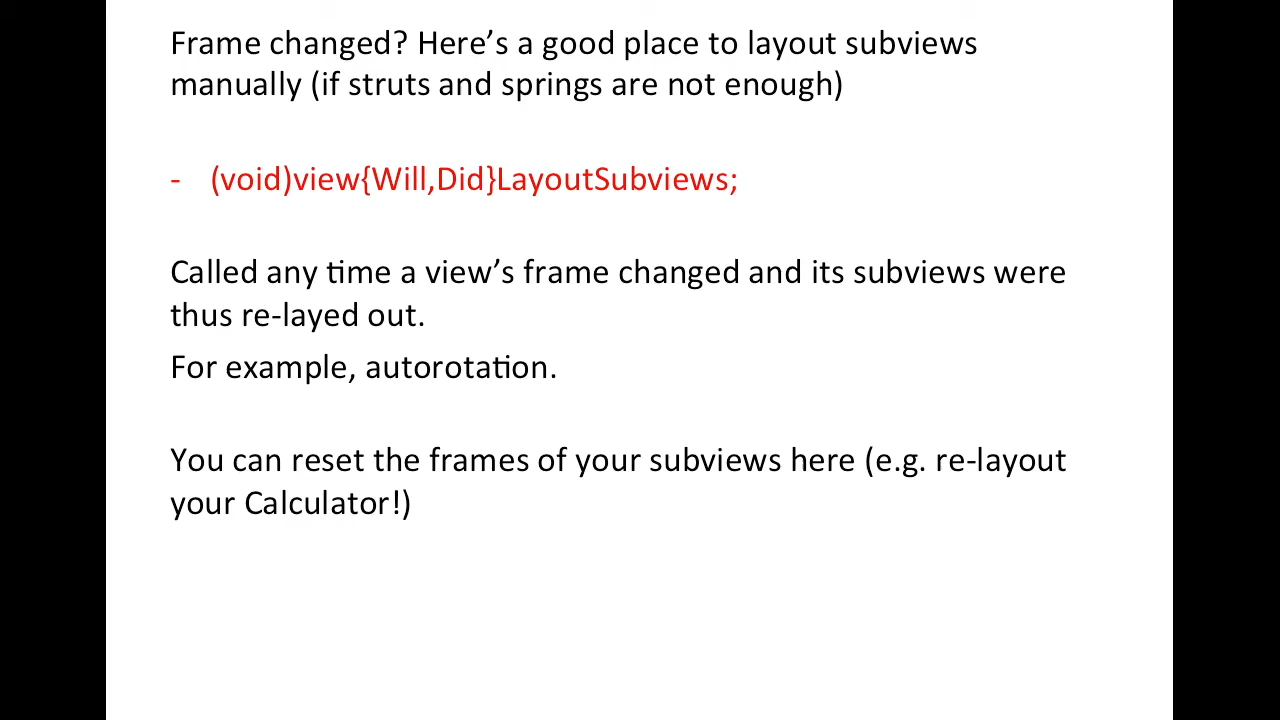 Frame changed? Here’s a good place to layout subviews
manually (if struts and springs are not enough)
- (void)view{Will,Did}LayoutSubviews;
Called any time a view’s frame changed and its subviews were
thus re-layed out.
For example, autorotation.
You can reset the frames of your subviews here (e.g. re-layout
your Calculator!)